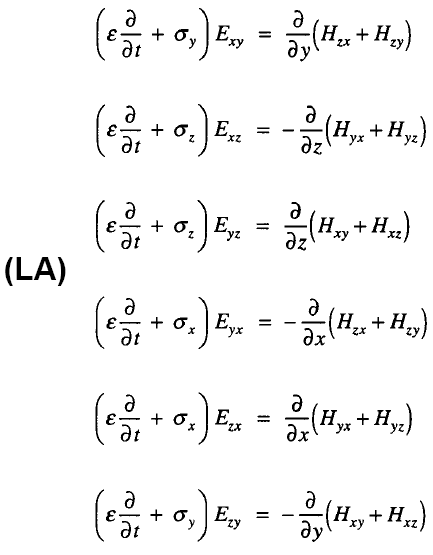 (ε ∂/∂t + σ_y) E_xy = ∂/∂y (H_zx + H_zy)
(ε ∂/∂t + σ_z) E_xz = − ∂/∂z (H_yx + H_yz)
(ε ∂/∂t + σ_z) E_yz = ∂/∂z (H_xy + H_xz)
(LA)
(ε ∂/∂t + σ_x) E_yx = − ∂/∂x (H_zx + H_zy)
(ε ∂/∂t + σ_x) E_zx = ∂/∂x (H_yx + H_yz)
(ε ∂/∂t + σ_y) E_zy = − ∂/∂y (H_xy + H_xz)